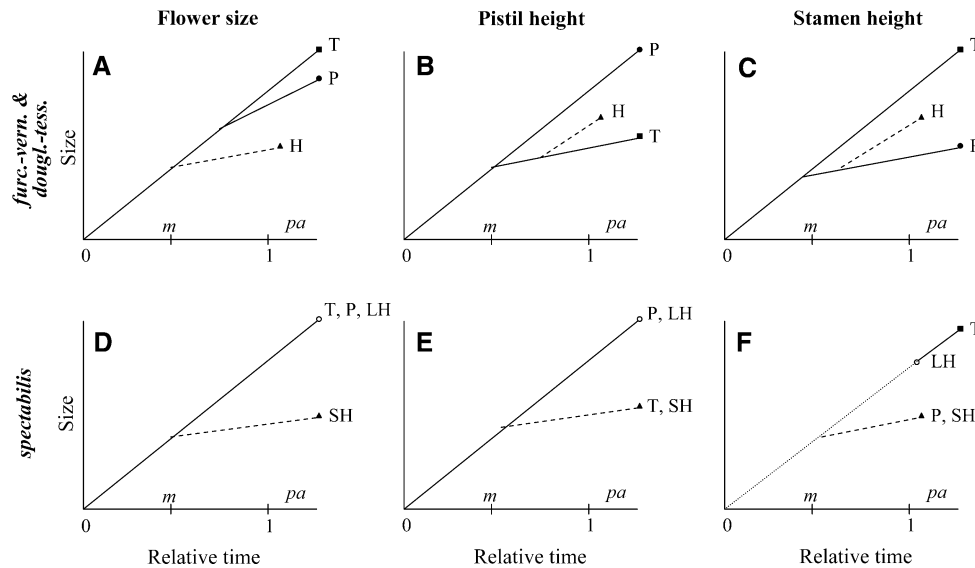 Flower size
Pistil height
Stamen height
furc.-vern. &
dougl.-tess.
Size
A
T
P
H
m
pa
0
1
B
P
H
T
m
pa
0
1
C
T
H
m
pa
0
1
spectabilis
Size
D
T, P, LH
SH
m
pa
0
1
E
P, LH
T, SH
m
pa
0
1
F
T
LH
P, SH
m
pa
0
1
Relative time
Relative time
Relative time